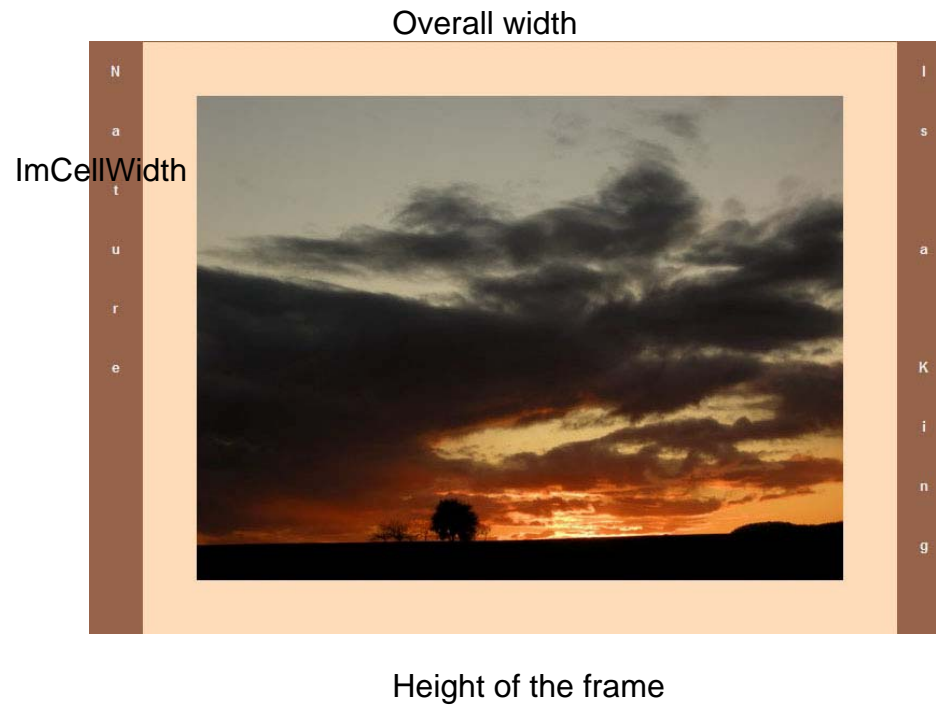 Overall width
N
a
t
u
r
e
ImCellWidth
I
s
a
K
i
n
g
Height of the frame